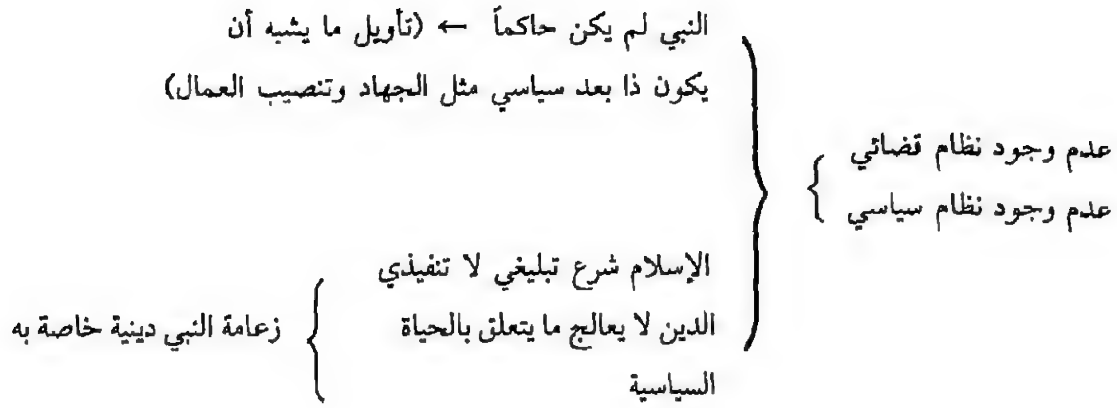 عدم وجود نظام قضائي
عدم وجود نظام سياسي
النبي لم يكن حاكماً ← (تأويل ما يشبه أن
يكون ذا بعد سياسي مثل الجهاد وتنصيب العمال)
الإسلام شرع تبليغي لا تنفيذي
الدين لا يعالج ما يتعلق بالحياة
السياسية
زعامة النبي دينية خاصة به